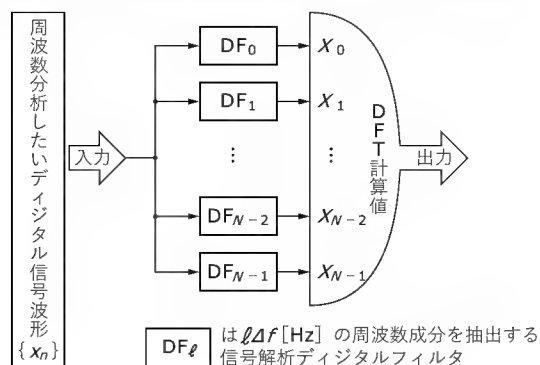 周波数分析したいディジタル信号波形
{xn}
入力
DF0
X0
DF1
X1
⋮
⋮
DFN−2
XN−2
DFN−1
XN−1
DFT計算値
出力
DFℓ は ℓΔf [Hz] の周波数成分を抽出する
信号解析ディジタルフィルタ